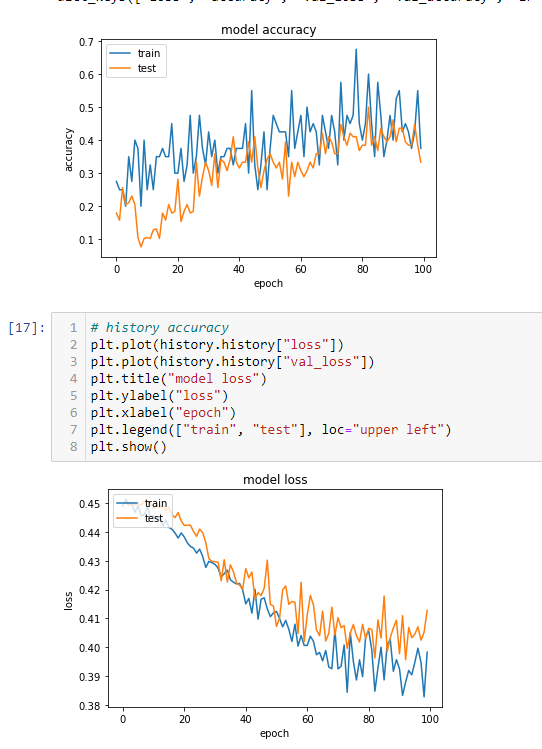 model accuracy
train
test
0.7
0.6
0.5
0.4
0.3
0.2
0.1
accuracy
0 20 40 60 80 100
epoch
[17]:
1 # history accuracy
2 plt.plot(history.history["loss"])
3 plt.plot(history.history["val_loss"])
4 plt.title("model loss")
5 plt.ylabel("loss")
6 plt.xlabel("epoch")
7 plt.legend(["train", "test"], loc="upper left")
8 plt.show()
model loss
train
test
0.45
0.44
0.43
0.42
0.41
0.40
0.39
0.38
loss
0 20 40 60 80 100
epoch